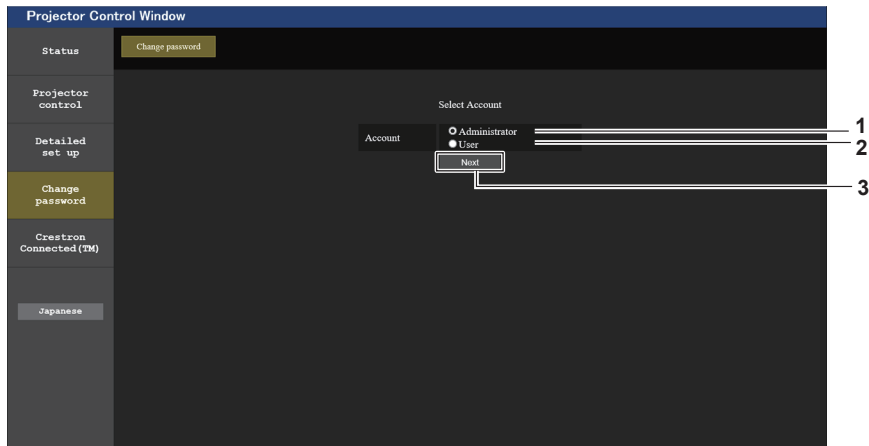 Projector Control Window
Status
Change password
Projector
control
Select Account
Account
Administrator
1
User
2
Detailed
set up
Next
3
Change
password
Crestron
Connected(TM)
Japanese